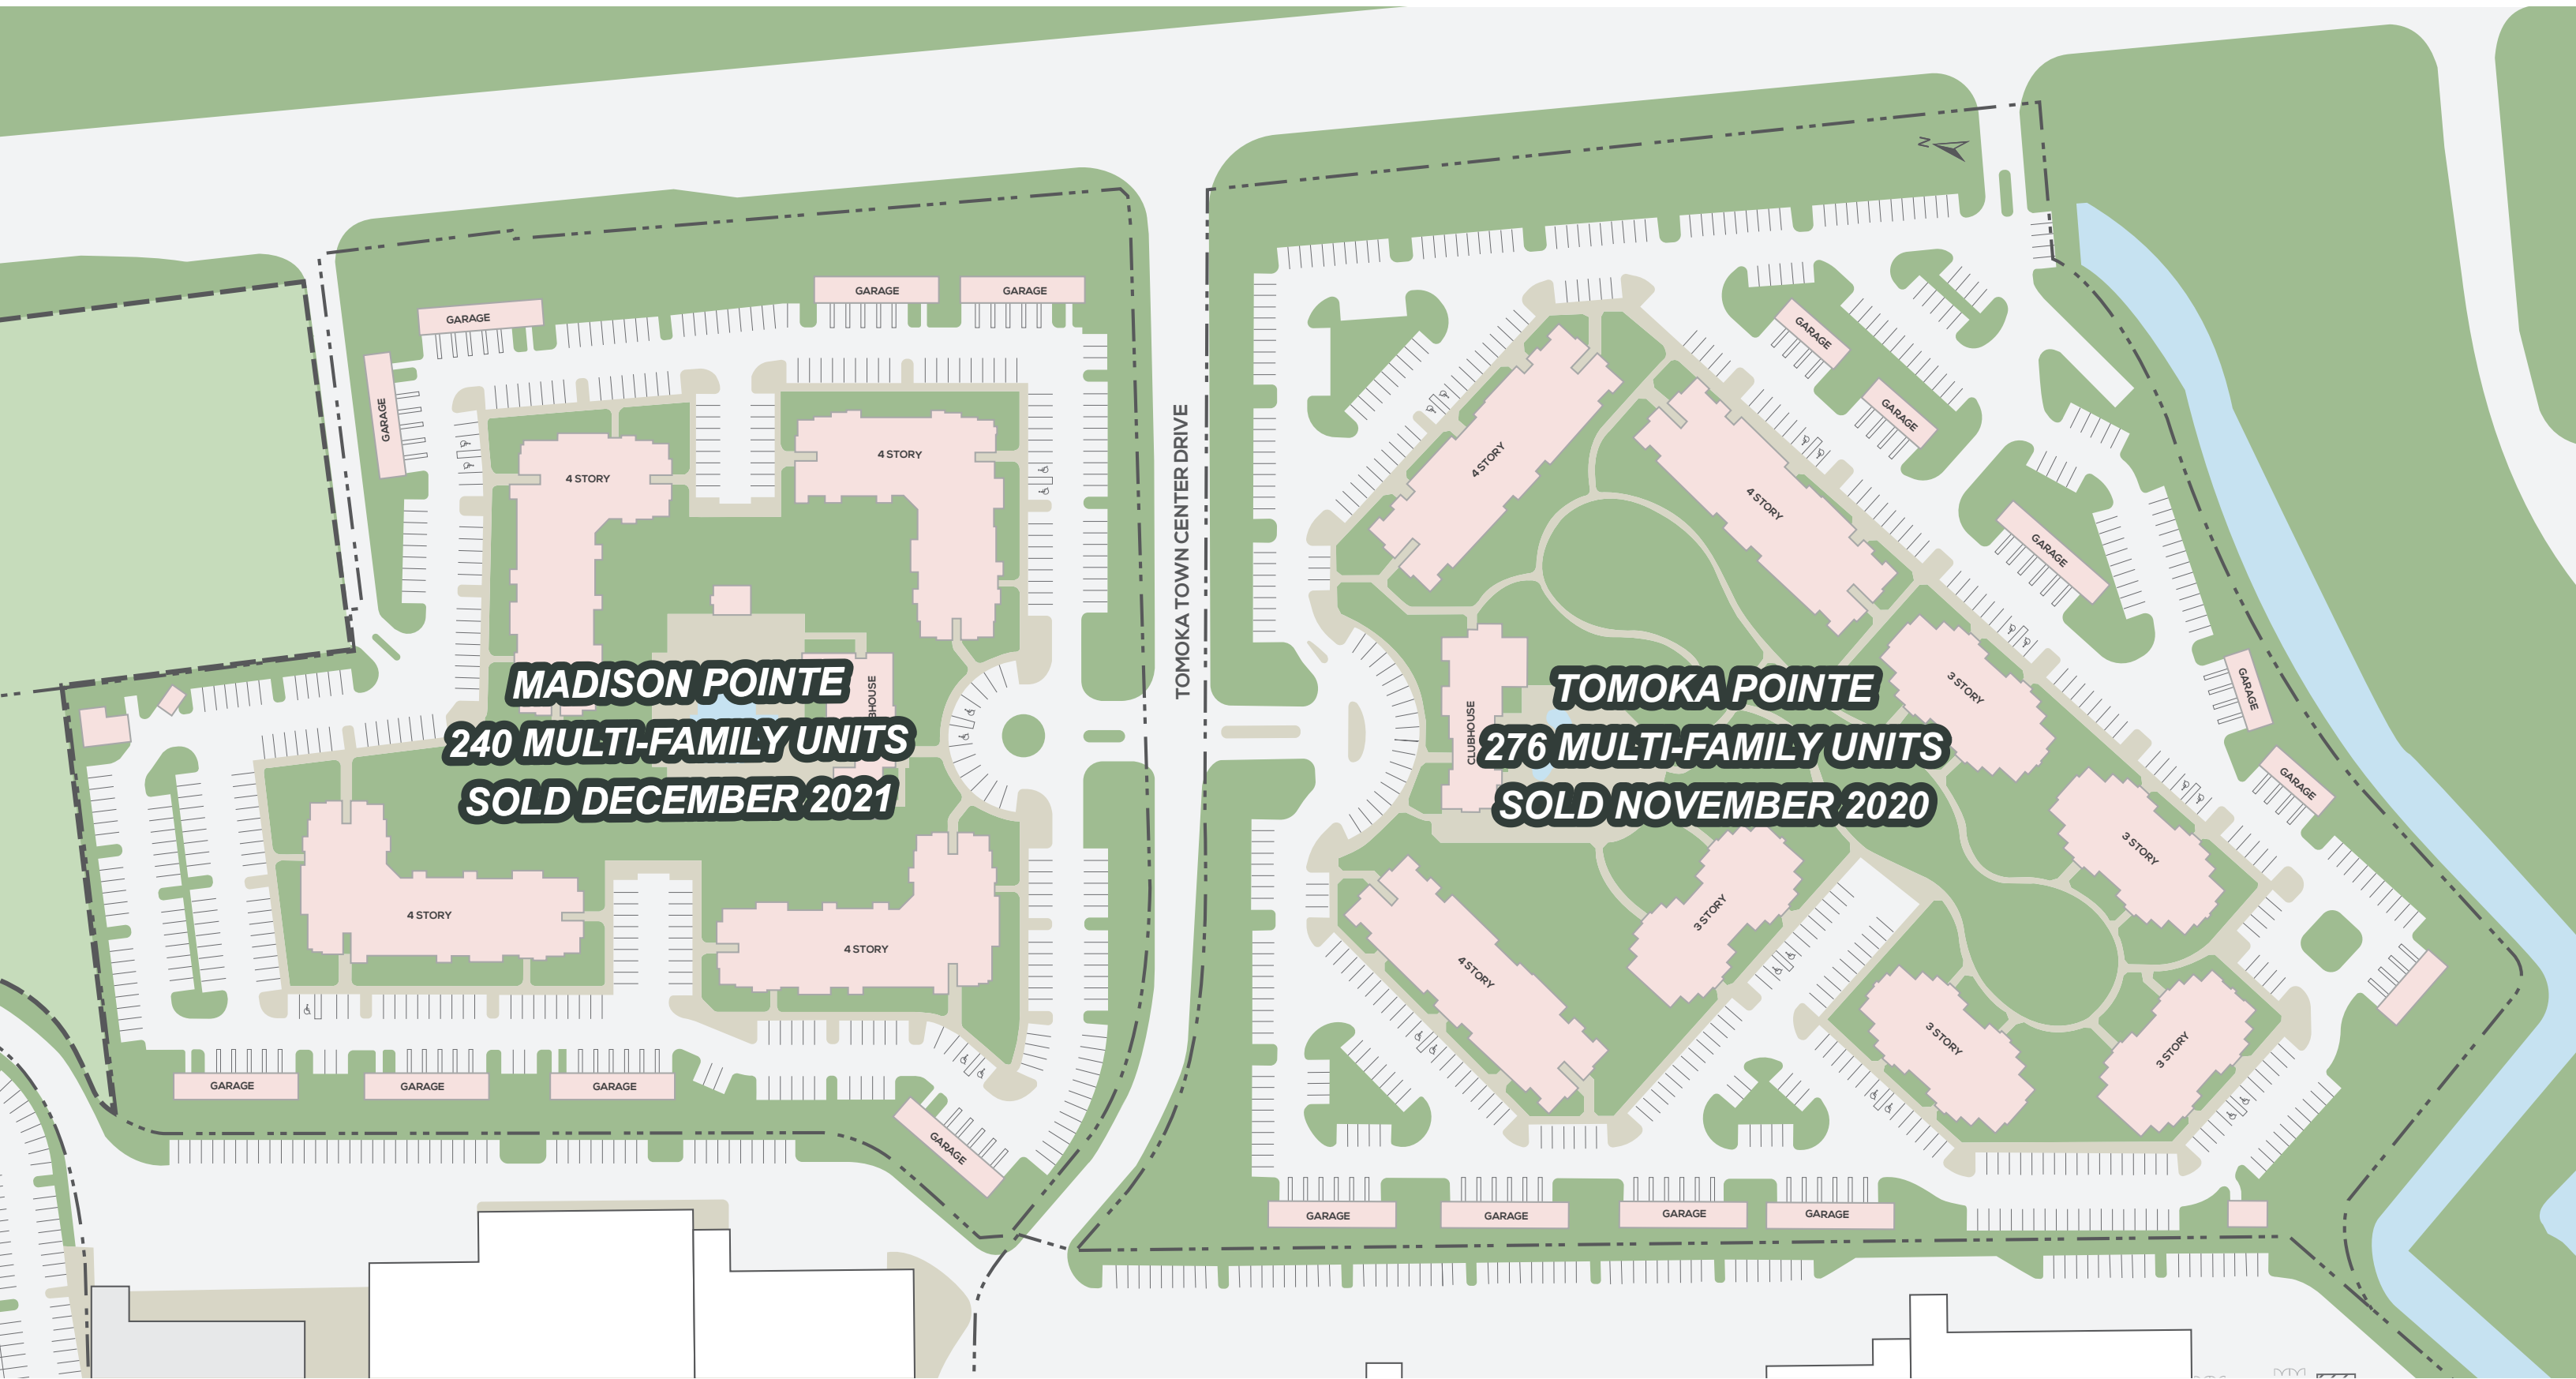 N
GARAGE
GARAGE
GARAGE
GARAGE
4 STORY
4 STORY
MADISON POINTE
240 MULTI-FAMILY UNITS
SOLD DECEMBER 2021
4 STORY
4 STORY
GARAGE
GARAGE
GARAGE
GARAGE
TOMOKA TOWN CENTER DRIVE
GARAGE
GARAGE
4 STORY
4 STORY
GARAGE
GARAGE
3 STORY
CLUBHOUSE
TOMOKA POINTE
276 MULTI-FAMILY UNITS
SOLD NOVEMBER 2020
GARAGE
3 STORY
3 STORY
4 STORY
3 STORY
3 STORY
GARAGE
GARAGE
GARAGE
GARAGE